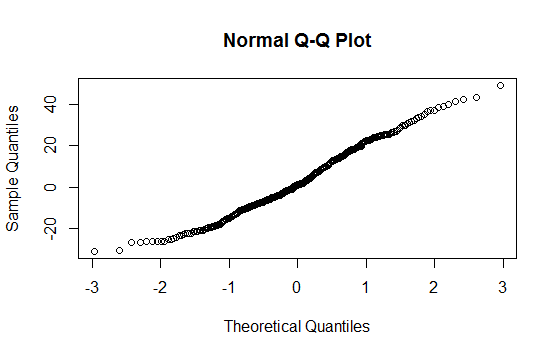 Normal Q-Q Plot
Sample Quantiles
40
20
0
-20
-3 -2 -1 0 1 2 3
Theoretical Quantiles